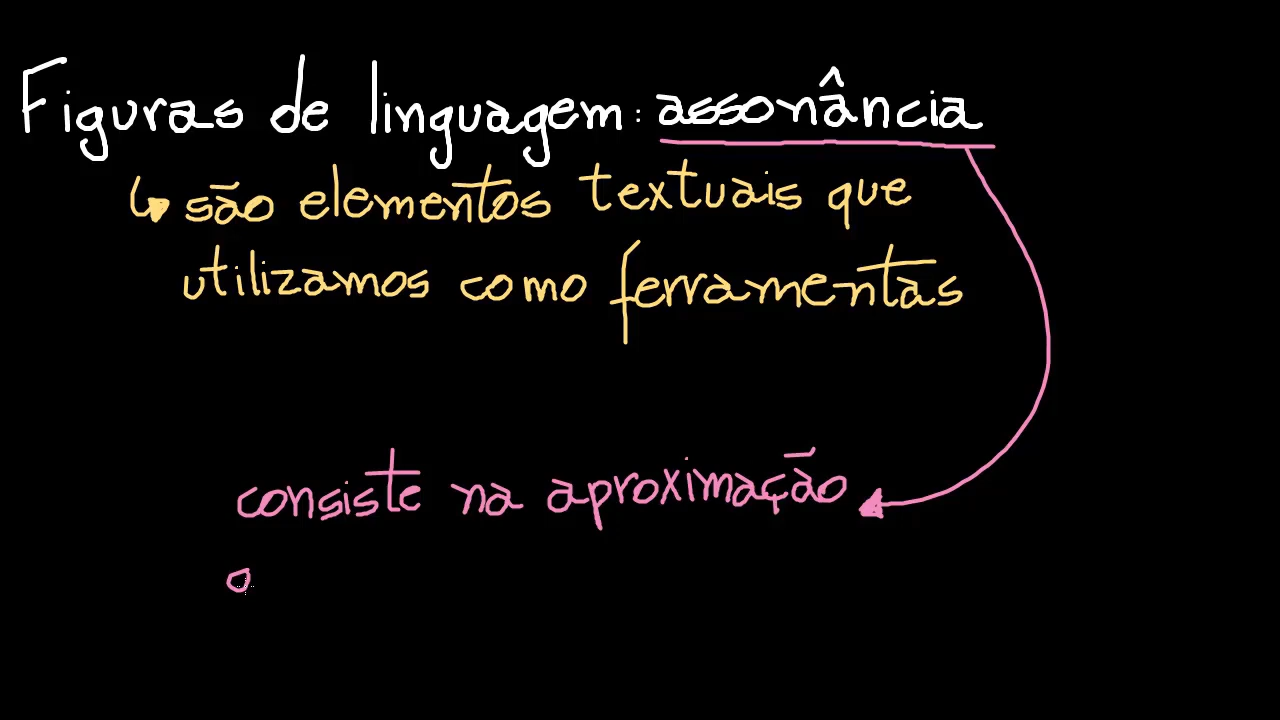 Figuras de linguagem: assonância
são elementos textuais que
utilizamos como ferramentas
consiste na aproximação
o